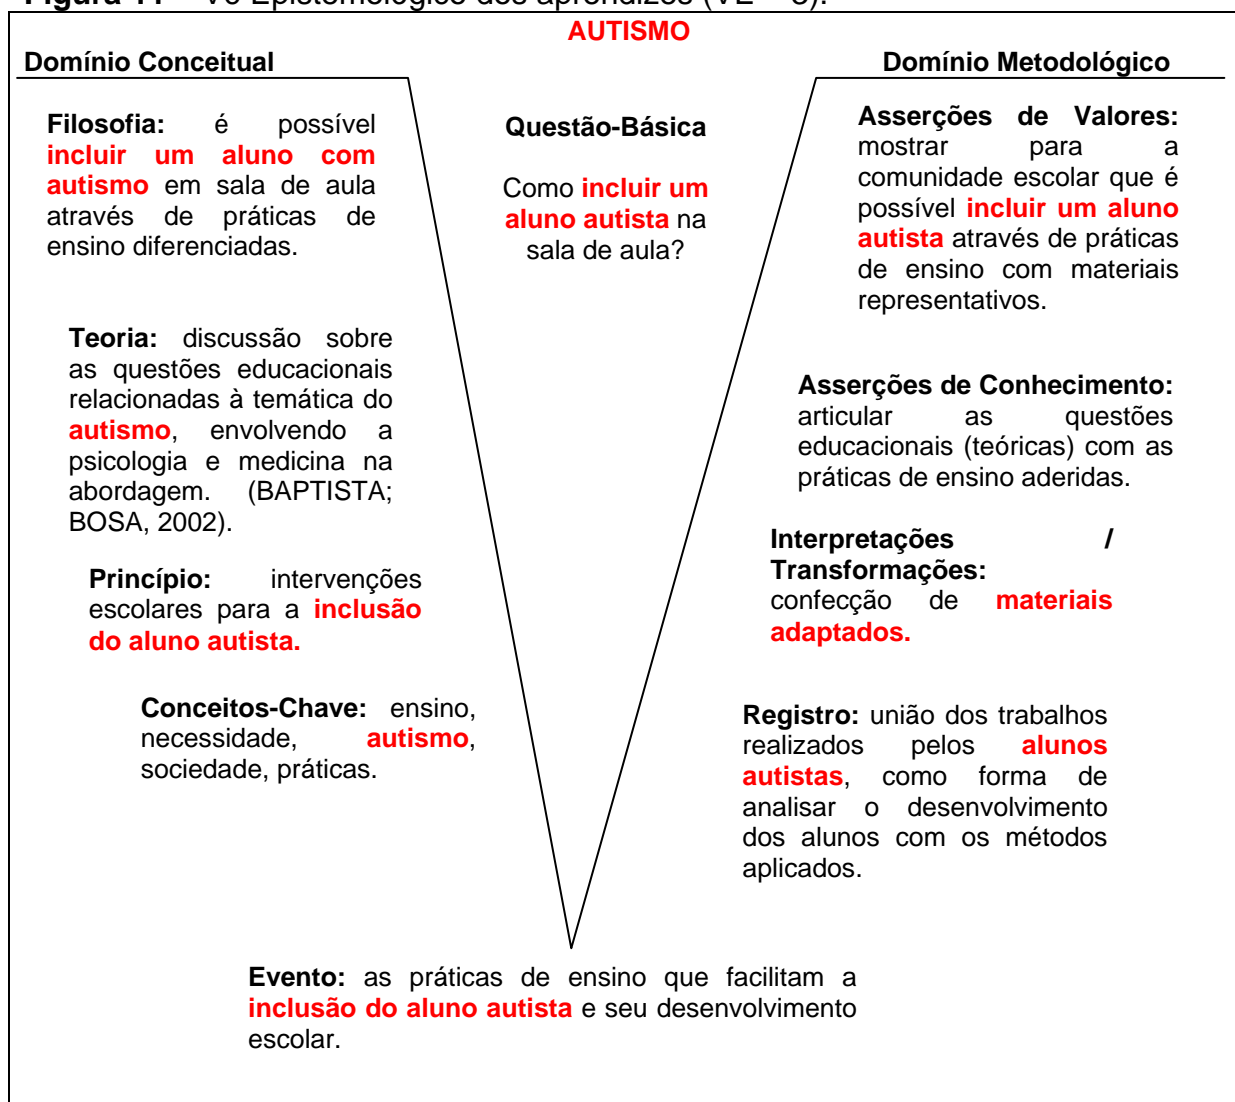 AUTISMO
Domínio Conceitual
Domínio Metodológico
Filosofia: é possível
incluir um aluno com
autismo em sala de aula
através de práticas de
ensino diferenciadas.
Teoria: discussão sobre
as questões educacionais
relacionadas à temática do
autismo, envolvendo a
psicologia e medicina na
abordagem. (BAPTISTA;
BOSA, 2002).
Princípio: intervenções
escolares para a inclusão
do aluno autista.
Conceitos-Chave: ensino,
necessidade, autismo,
sociedade, práticas.
Questão-Básica
Como incluir um
aluno autista na
sala de aula?
Asserções de Valores:
mostrar para a
comunidade escolar que é
possível incluir um aluno
autista através de práticas
de ensino com materiais
representativos.
Asserções de Conhecimento:
articular as questões
educacionais (teóricas) com as
práticas de ensino aderidas.
Interpretações /
Transformações:
confecção de materiais
adaptados.
Registro: união dos trabalhos
realizados pelos alunos
autistas, como forma de
analisar o desenvolvimento
dos alunos com os métodos
aplicados.
Evento: as práticas de ensino que facilitam a
inclusão do aluno autista e seu desenvolvimento
escolar.